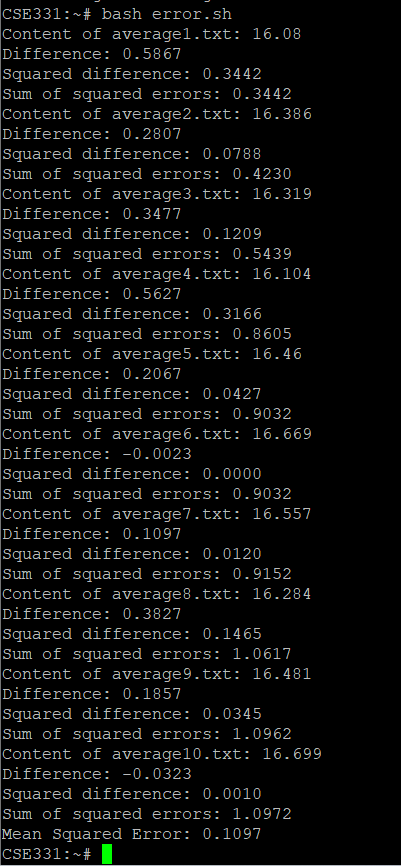 CSE331:~# bash error.sh
Content of average1.txt: 16.08
Difference: 0.5867
Squared difference: 0.3442
Sum of squared errors: 0.3442
Content of average2.txt: 16.386
Difference: 0.2807
Squared difference: 0.0788
Sum of squared errors: 0.4230
Content of average3.txt: 16.319
Difference: 0.3477
Squared difference: 0.1209
Sum of squared errors: 0.5439
Content of average4.txt: 16.104
Difference: 0.5627
Squared difference: 0.3166
Sum of squared errors: 0.8605
Content of average5.txt: 16.46
Difference: 0.2067
Squared difference: 0.0427
Sum of squared errors: 0.9032
Content of average6.txt: 16.669
Difference: -0.0023
Squared difference: 0.0000
Sum of squared errors: 0.9032
Content of average7.txt: 16.557
Difference: 0.1097
Squared difference: 0.0120
Sum of squared errors: 0.9152
Content of average8.txt: 16.284
Difference: 0.3827
Squared difference: 0.1465
Sum of squared errors: 1.0617
Content of average9.txt: 16.481
Difference: 0.1857
Squared difference: 0.0345
Sum of squared errors: 1.0962
Content of average10.txt: 16.699
Difference: -0.0323
Squared difference: 0.0010
Sum of squared errors: 1.0972
Mean Squared Error: 0.1097
CSE331:~#